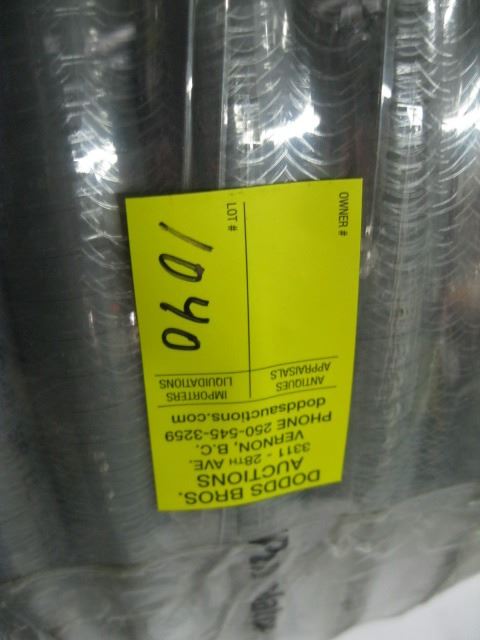 DODDS BROS.
AUCTIONS
3311 - 28TH AVE.
VERNON, B.C.
PHONE 250-545-3259
doddsauctions.com
ANTIQUES
APPRAISALS
IMPORTERS
LIQUIDATIONS
OWNER #
LOT #
1040